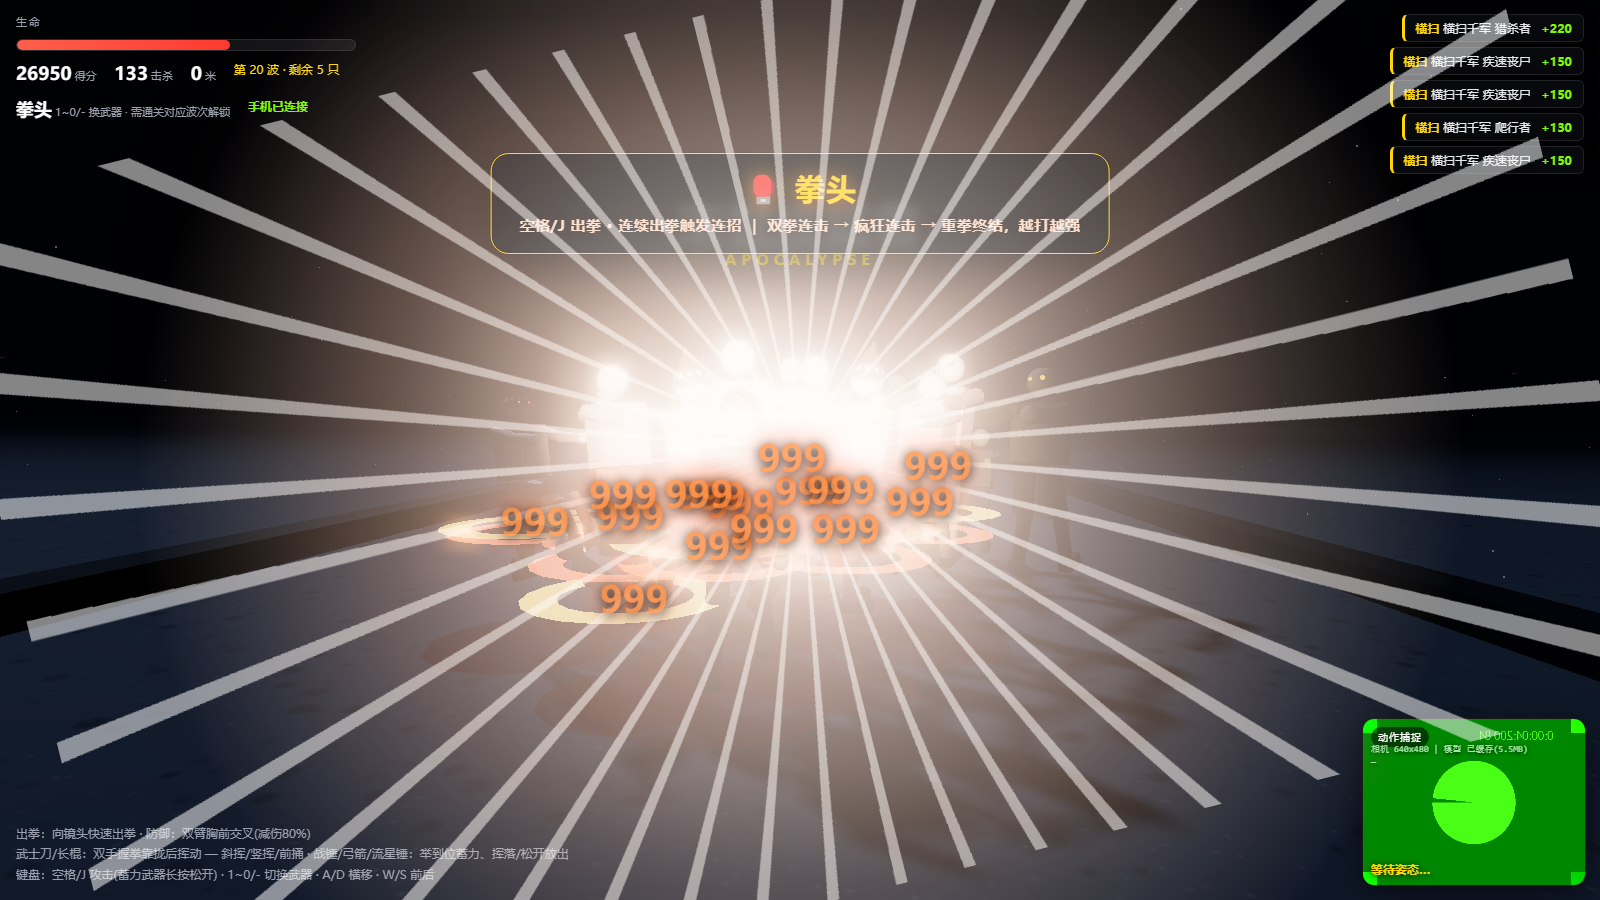 生命
26950 得分 133 击杀 0 米 第 20 波 · 剩余 5 只
拳头 1~0/- 换武器 · 需通关对应波次解锁 手机已连接
横扫 横扫千军 猎杀者 +220
横扫 横扫千军 疾速丧尸 +150
横扫 横扫千军 疾速丧尸 +150
横扫 横扫千军 爬行者 +130
横扫 横扫千军 疾速丧尸 +150
拳头
空格/J 出拳 · 连续出拳触发连招 | 双拳连击 → 疯狂连击 → 重拳终结，越打越强
APOCALYPSE
999
999
999
999
999
999
999
999
999
999
999
999
999
999
出拳：向镜头快速出拳 · 防御：双臂胸前交叉(减伤80%)
武士刀/长棍：双手握拳靠拢后挥动 — 斜挥/竖挥/前捅 · 战锤/弓箭/流星锤：举到位蓄力、挥落/松开放出
键盘：空格/J 攻击(蓄力武器长按松开) · 1~0/- 切换武器 · A/D 横移 · W/S 前后
动作捕捉
相机 640x480 | 模型 已缓存(5.5MB)
—
等待姿态...